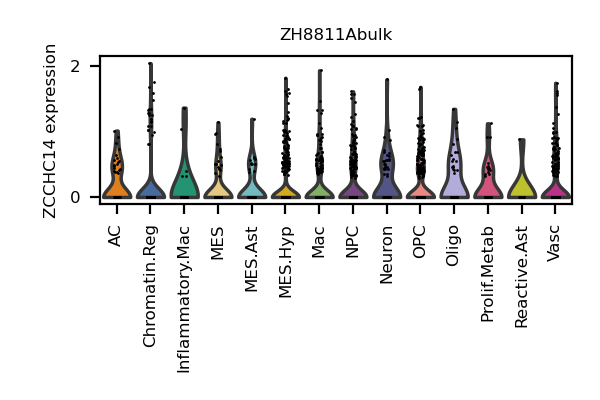 ZH8811Abulk
ZCCHC14 expression
2
0
AC
Chromatin.Reg
Inflammatory.Mac
MES
MES.Ast
MES.Hyp
Mac
NPC
Neuron
OPC
Oligo
Prolif.Metab
Reactive.Ast
Vasc